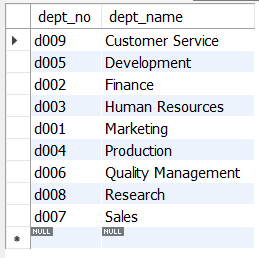 dept_no dept_name
d009 Customer Service
d005 Development
d002 Finance
d003 Human Resources
d001 Marketing
d004 Production
d006 Quality Management
d008 Research
d007 Sales
NULL NULL